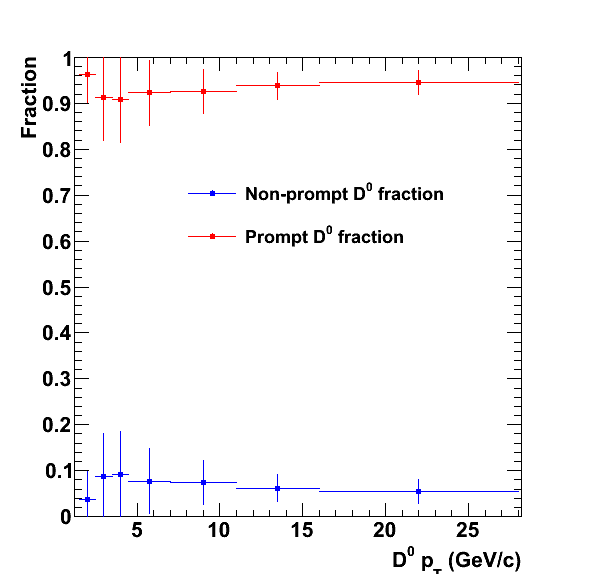 Fraction
1
0.9
0.8
0.7
0.6
0.5
0.4
0.3
0.2
0.1
0
Non-prompt D⁰ fraction
Prompt D⁰ fraction
5 10 15 20 25
D⁰ p_T (GeV/c)